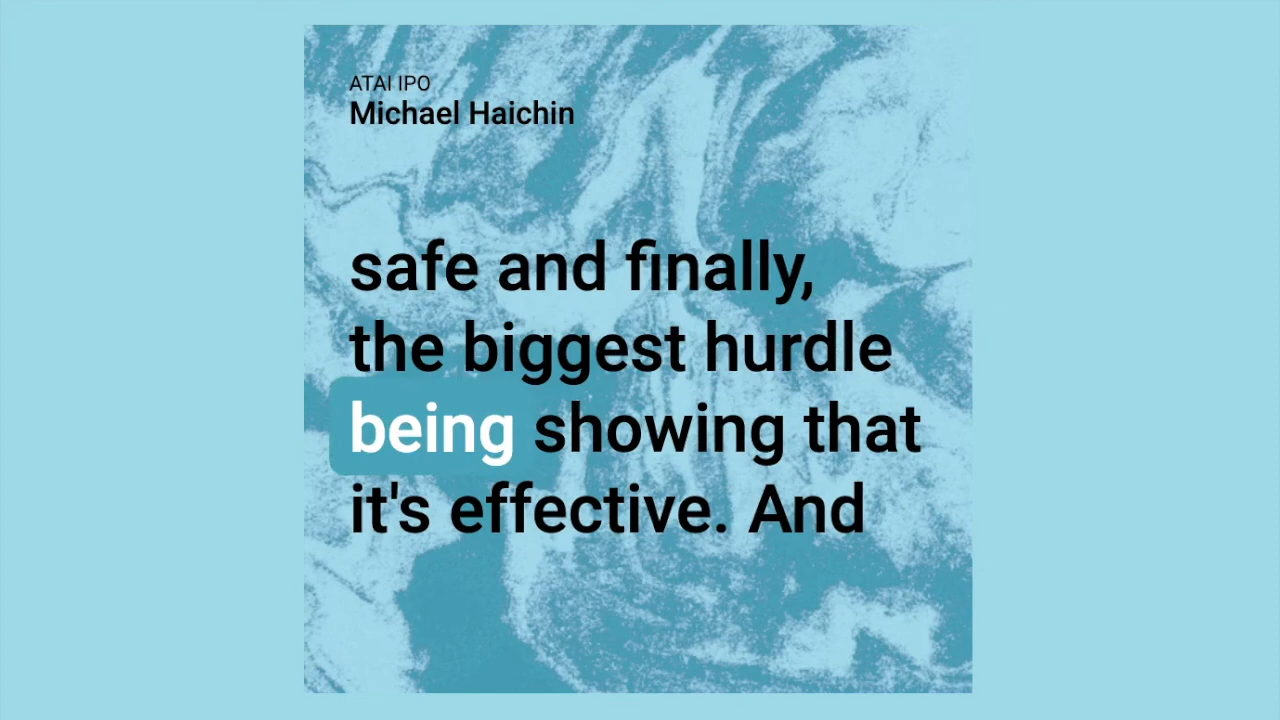 ATAI IPO
Michael Haichin
safe and finally,
the biggest hurdle
being showing that
it's effective. And